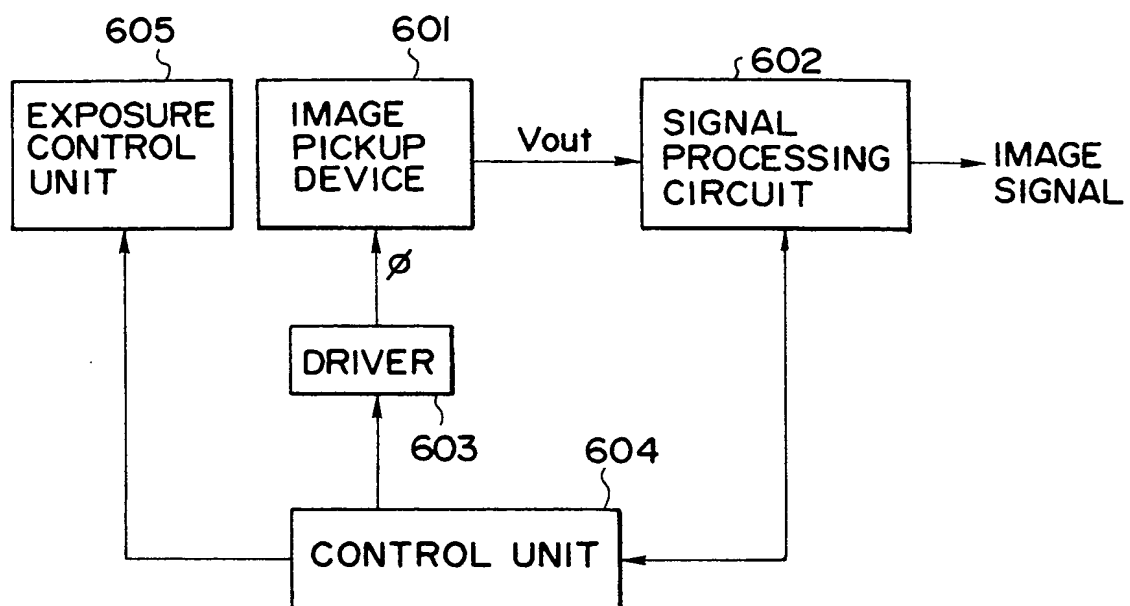 605
601
602
EXPOSURE
CONTROL
UNIT
IMAGE
PICKUP
DEVICE
Vout
SIGNAL
PROCESSING
CIRCUIT
IMAGE
SIGNAL
ø
DRIVER
603
604
CONTROL UNIT